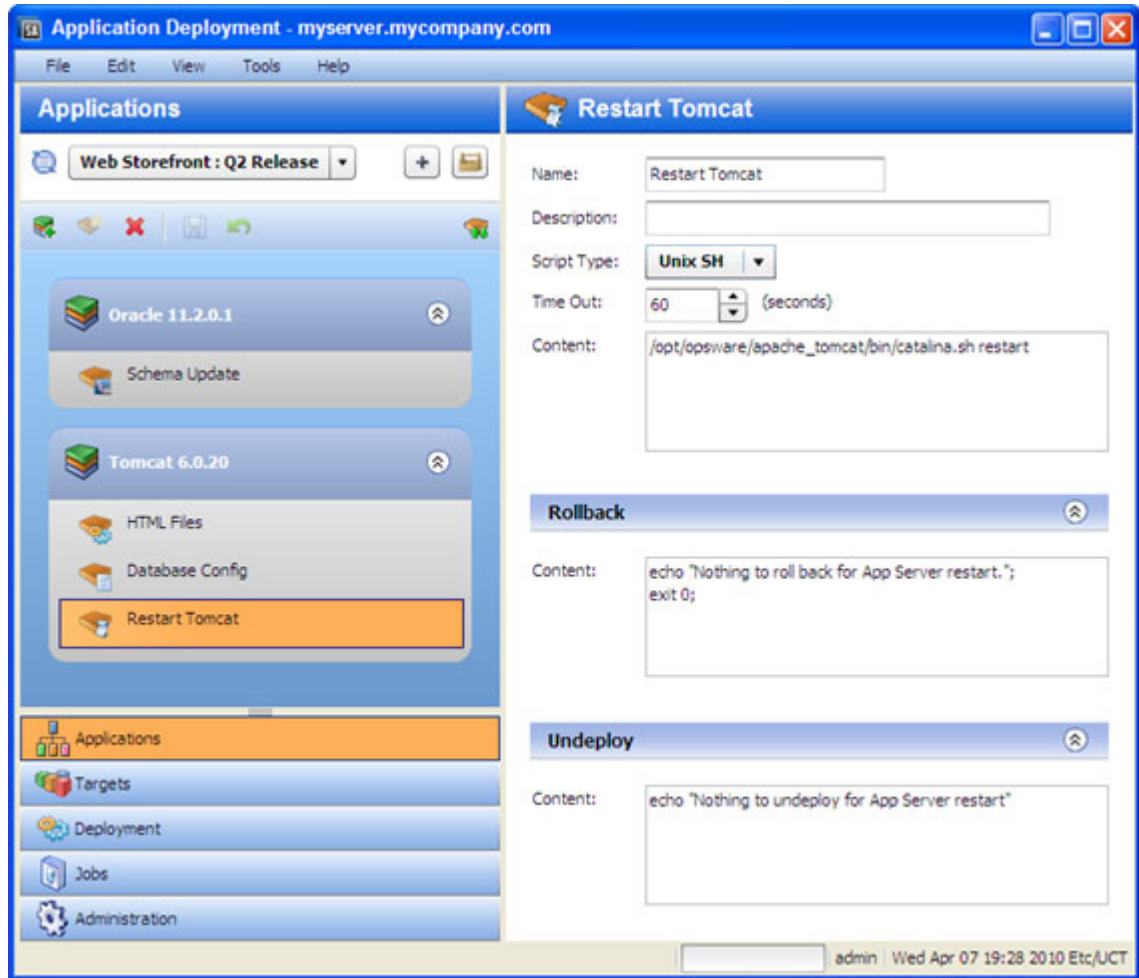 Application Deployment - myserver.mycompany.com
File Edit View Tools Help
Applications
Web Storefront : Q2 Release
Oracle 11.2.0.1
Schema Update
Tomcat 6.0.20
HTML Files
Database Config
Restart Tomcat
Applications
Targets
Deployment
Jobs
Administration
Restart Tomcat
Name: Restart Tomcat
Description:
Script Type: Unix SH
Time Out: 60 (seconds)
Content: /opt/opsware/apache_tomcat/bin/catalina.sh restart
Rollback
Content: echo "Nothing to roll back for App Server restart.";
exit 0;
Undeploy
Content: echo "Nothing to undeploy for App Server restart"
admin Wed Apr 07 19:28 2010 Etc/UCT